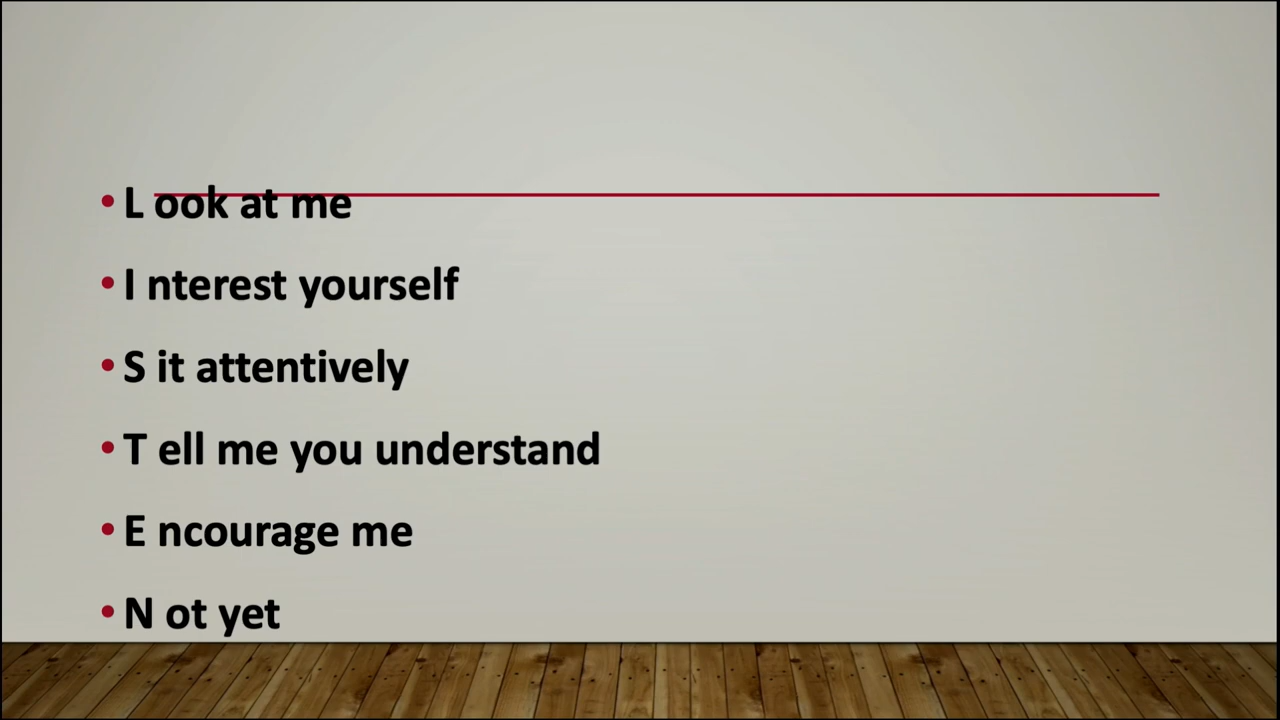 • L ook at me
• I nterest yourself
• S it attentively
• T ell me you understand
• E ncourage me
• N ot yet